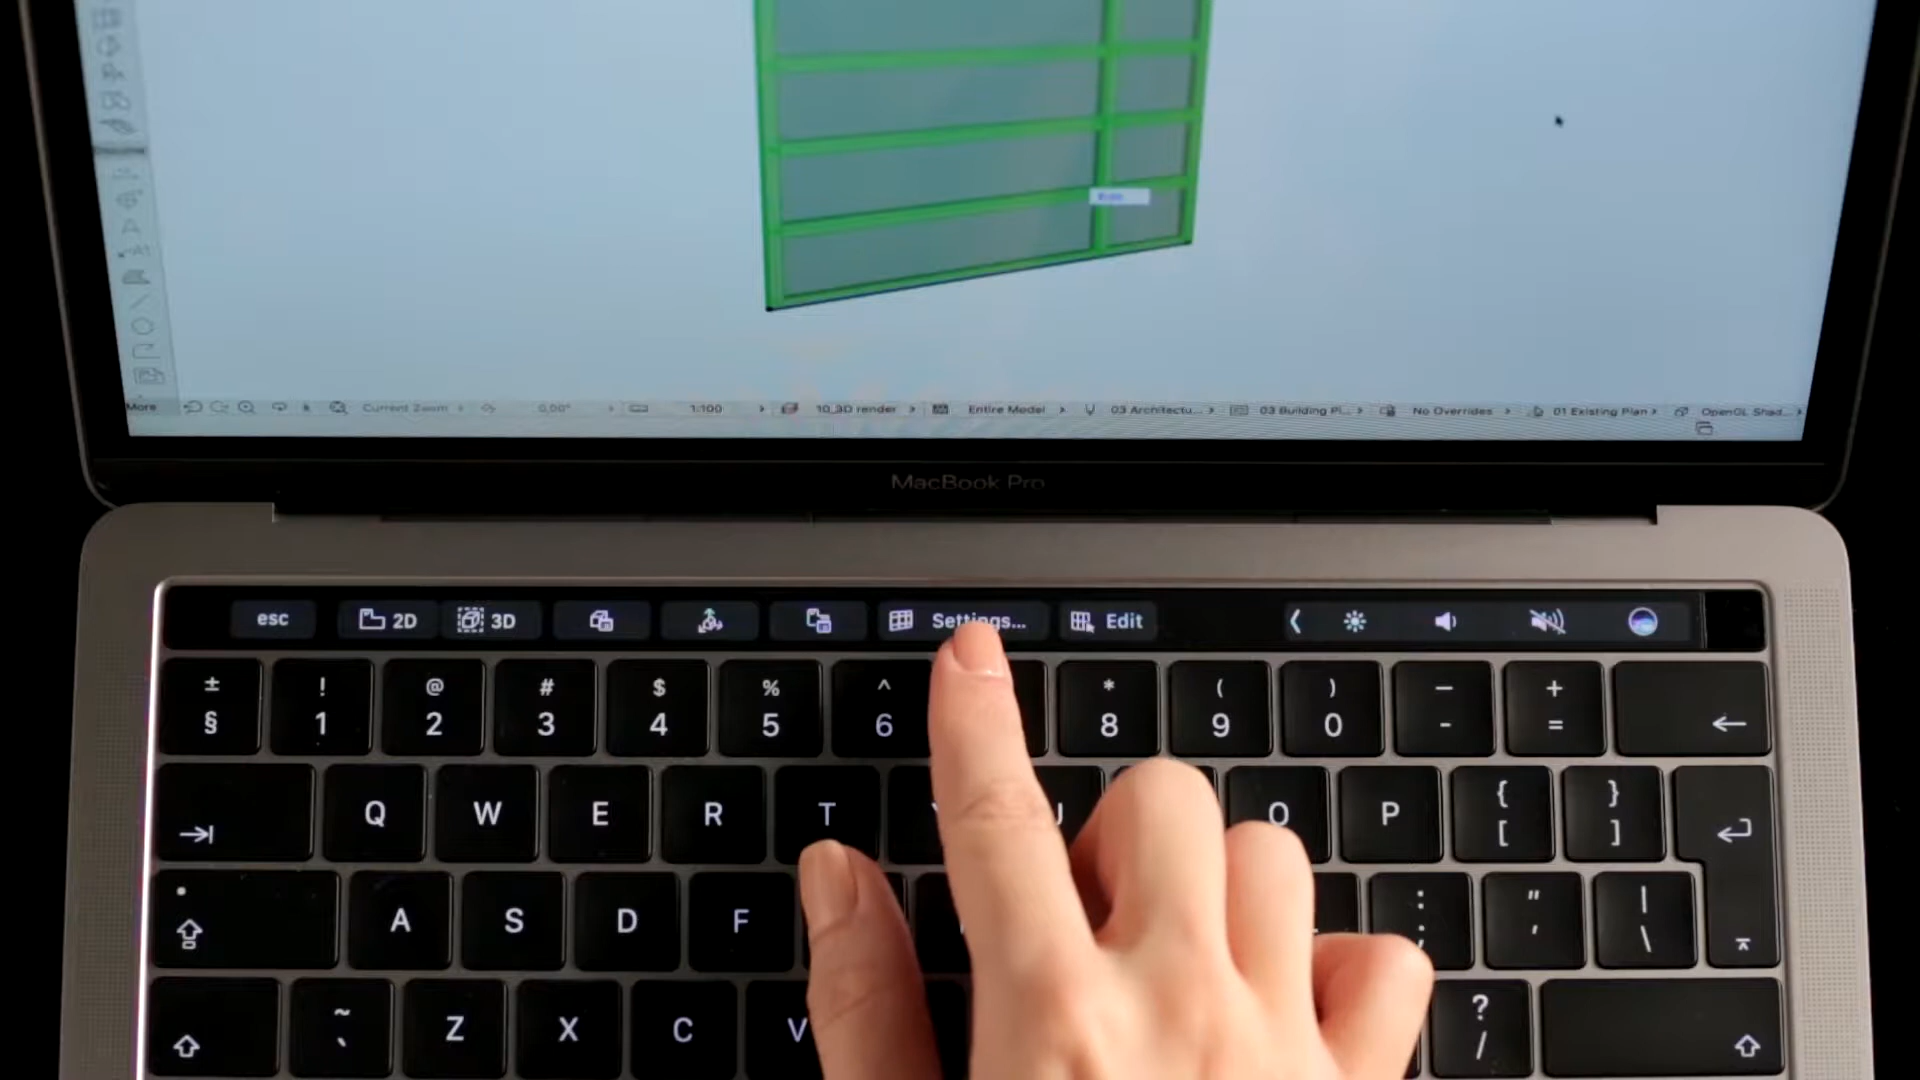 Edit
More Current Zoom 0,00° 1:100 10_3D render Entire Model 03 Architectu... 03 Building Pl... No Overrides 01 Existing Plan OpenGL Shad...
MacBook Pro
esc 2D 3D Settings... Edit
± ! @ # $ % ^ * ( ) — +
§ 1 2 3 4 5 6 8 9 0 - =
Q W E R T O P { [ } ]
A S D F : ; " ' | \
~ ` Z X C V ? /